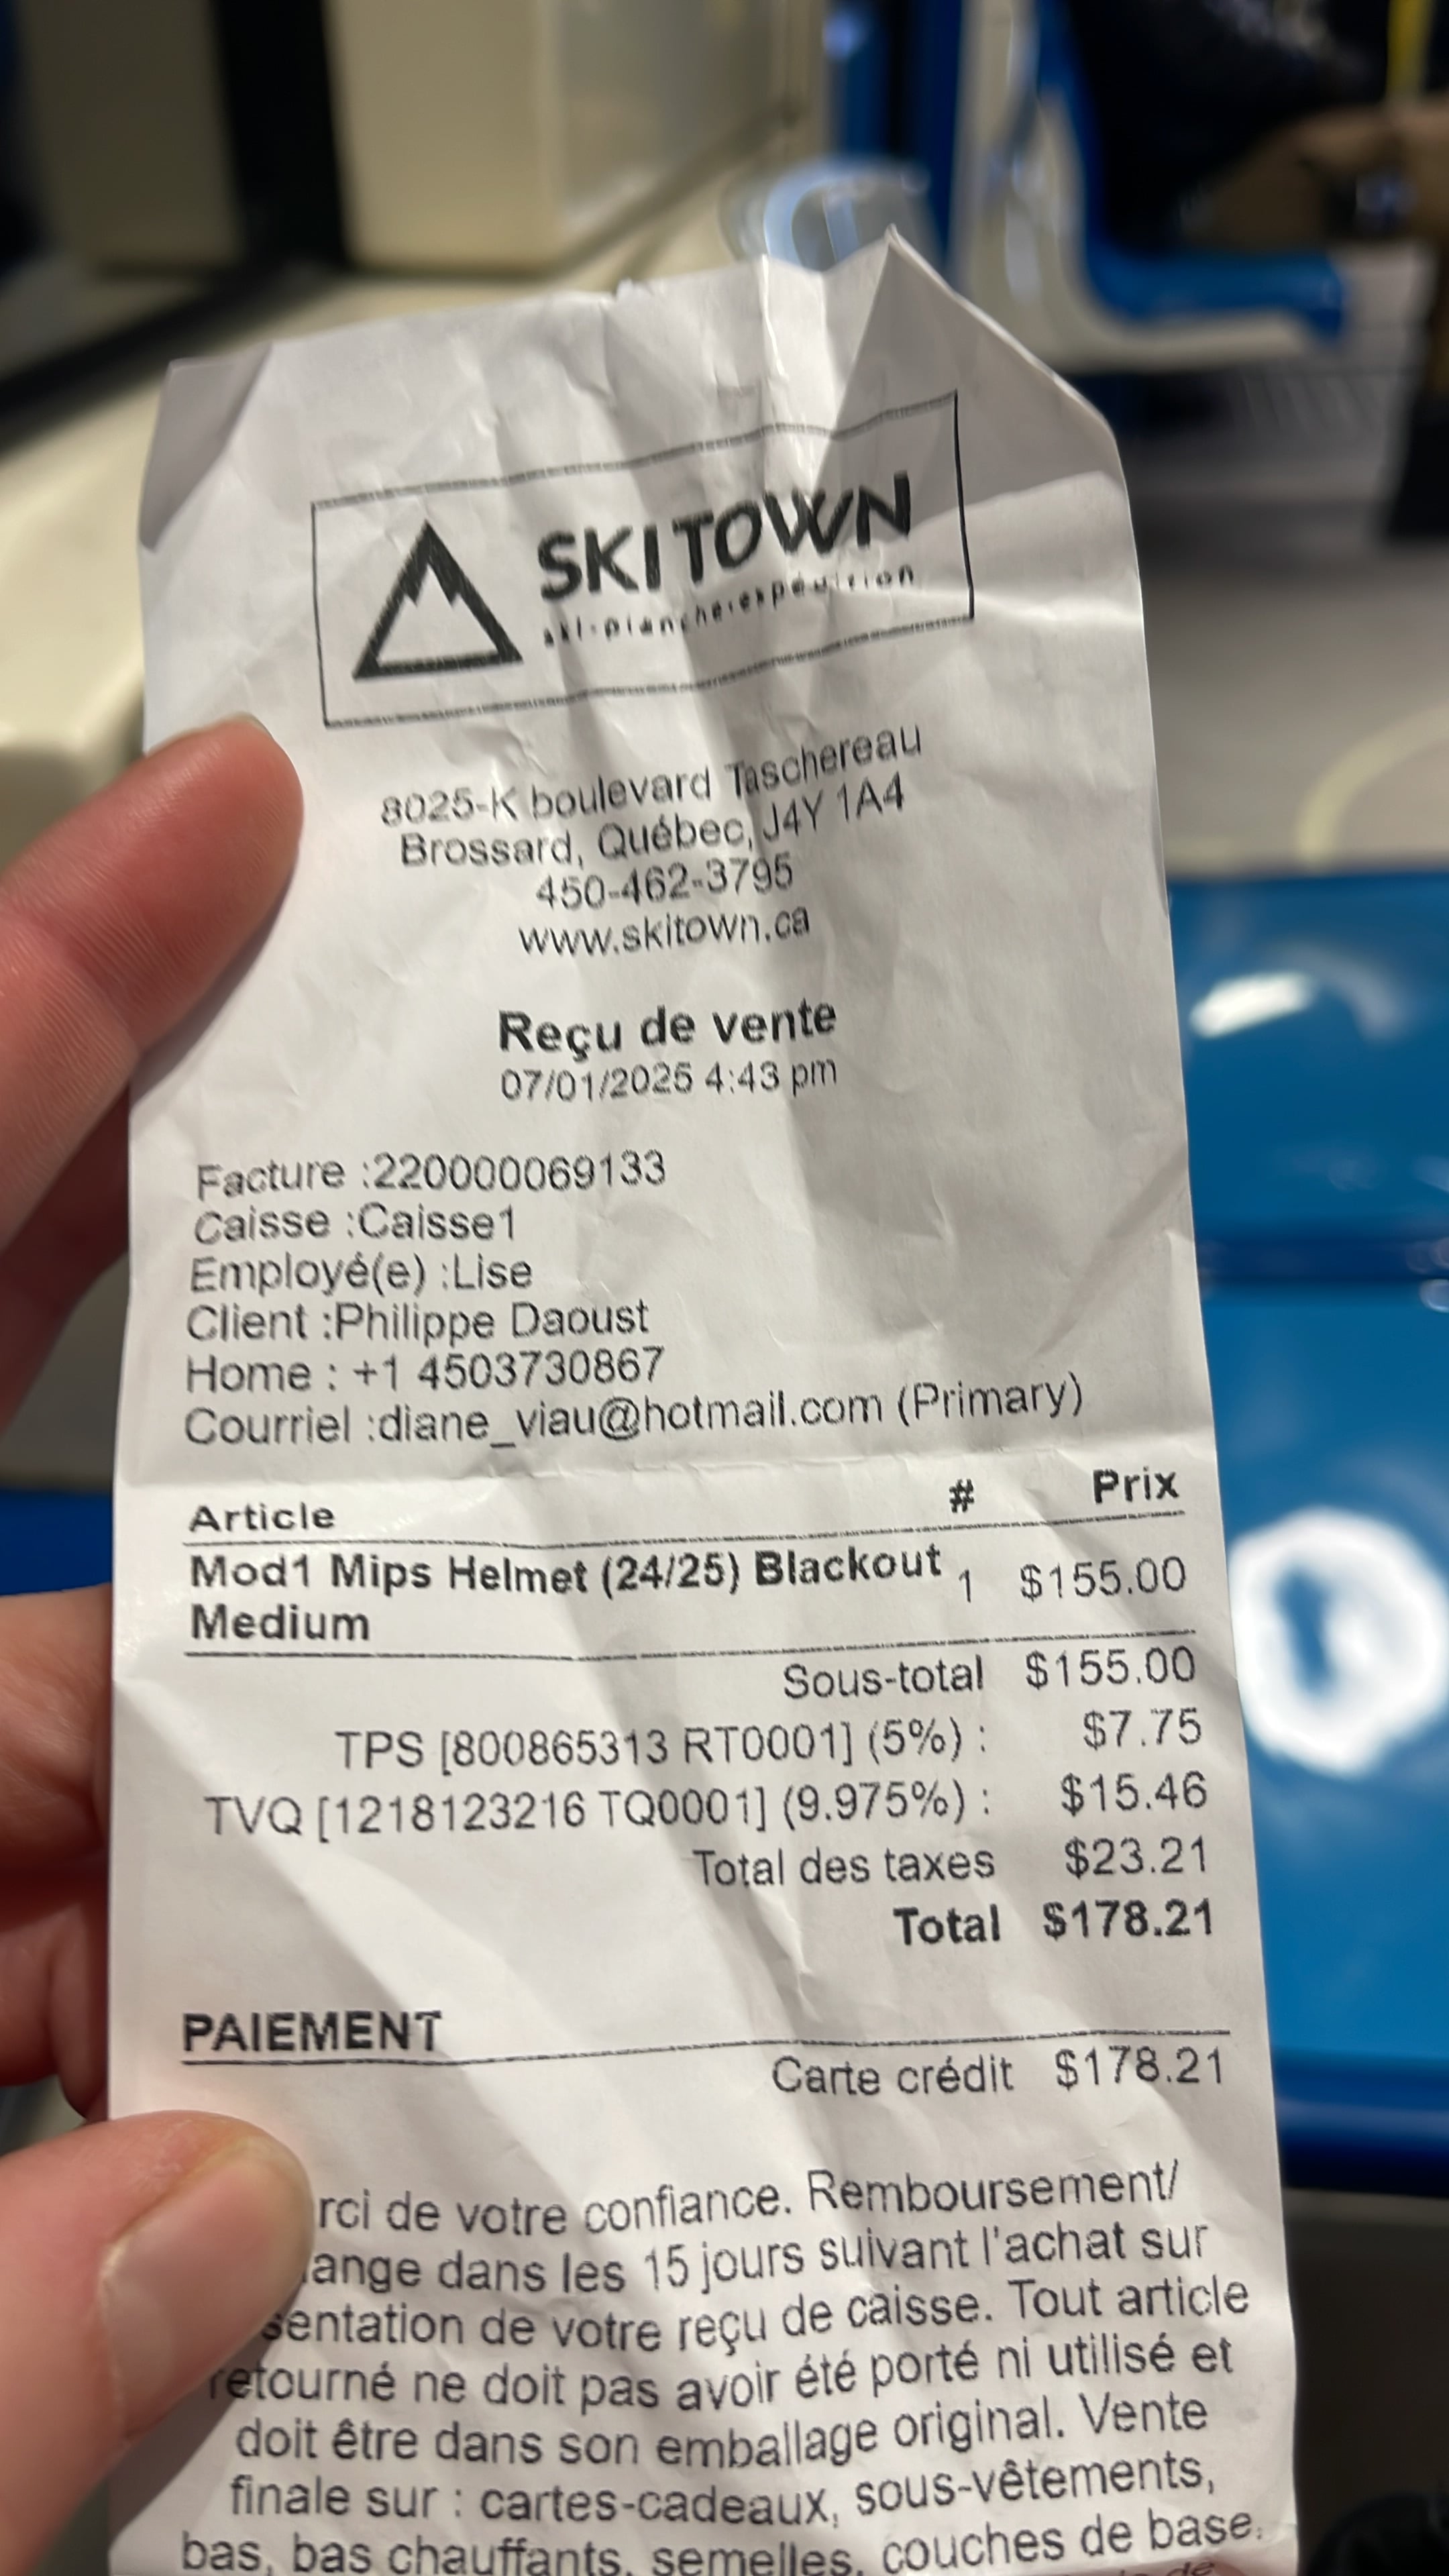 SKI TOWN
ski-planche-expédition
8025-K boulevard Taschereau
Brossard, Québec, J4Y 1A4
450-462-3795
www.skitown.ca
Reçu de vente
07/01/2025 4:43 pm
Facture :220000069133
Caisse :Caisse1
Employé(e) :Lise
Client :Philippe Daoust
Home : +1 4503730867
Courriel :diane_viau@hotmail.com (Primary)
Article # Prix
Mod1 Mips Helmet (24/25) Blackout 1 $155.00
Medium
Sous-total $155.00
TPS [800865313 RT0001] (5%) : $7.75
TVQ [1218123216 TQ0001] (9.975%) : $15.46
Total des taxes $23.21
Total $178.21
PAIEMENT
Carte crédit $178.21
rci de votre confiance. Remboursement/
ange dans les 15 jours suivant l'achat sur
sentation de votre reçu de caisse. Tout article
retourné ne doit pas avoir été porté ni utilisé et
doit être dans son emballage original. Vente
finale sur : cartes-cadeaux, sous-vêtements,
bas, bas chauffants, semelles, couches de base.